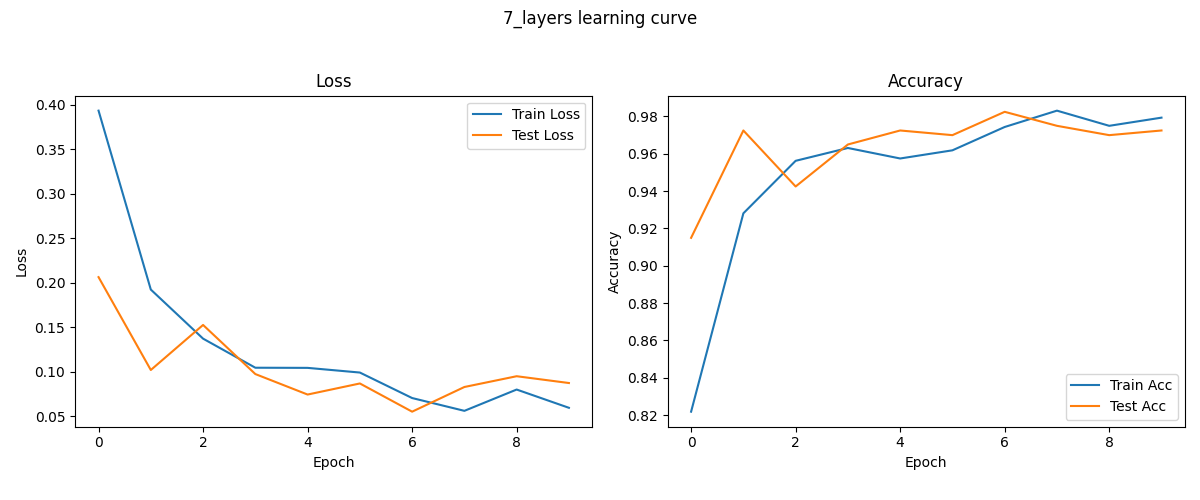 7_layers learning curve
Loss
Train Loss
Test Loss
0.40
0.35
0.30
0.25
0.20
0.15
0.10
0.05
Loss
0
2
4
6
8
Epoch
Accuracy
0.98
0.96
0.94
0.92
0.90
0.88
0.86
0.84
0.82
Accuracy
Train Acc
Test Acc
0
2
4
6
8
Epoch